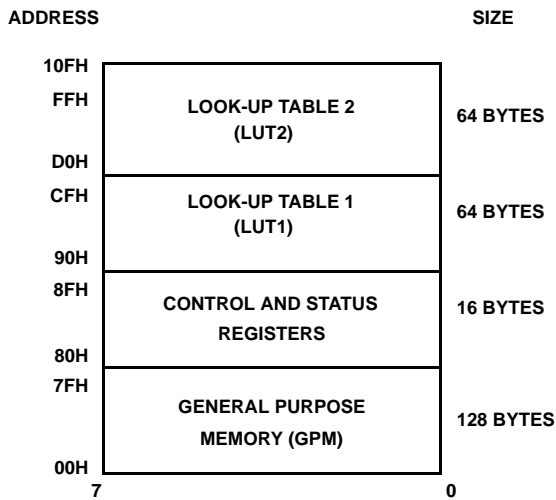 ADDRESS SIZE
10FH
FFH LOOK-UP TABLE 2
(LUT2) 64 BYTES
D0H
CFH LOOK-UP TABLE 1
(LUT1) 64 BYTES
90H
8FH CONTROL AND STATUS
REGISTERS 16 BYTES
80H
7FH GENERAL PURPOSE
MEMORY (GPM) 128 BYTES
00H
7 0